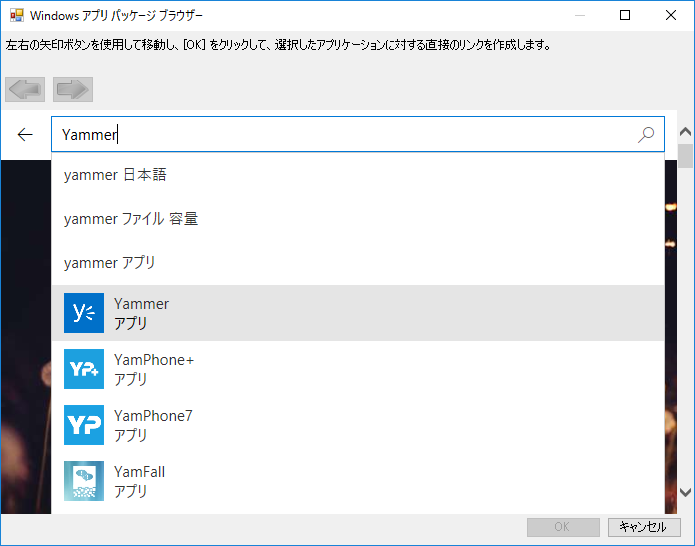 Windows アプリ パッケージ ブラウザー
左右の矢印ボタンを使用して移動し、[OK] をクリックして、選択したアプリケーションに対する直接のリンクを作成します。
Yammer
yammer 日本語
yammer ファイル 容量
yammer アプリ
Yammer
アプリ
YP+
YamPhone+
アプリ
YP
YamPhone7
アプリ
YamFall
アプリ
OK
キャンセル